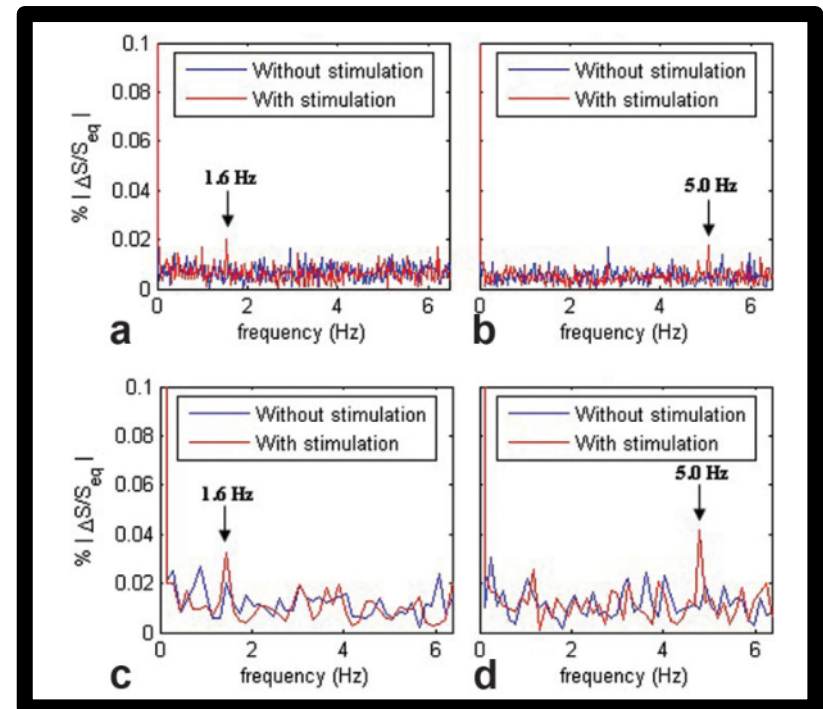 0.1
0.08
0.06
0.04
0.02
0
% | ΔS/S_eq |
Without stimulation
With stimulation
1.6 Hz
0 2 4 6
frequency (Hz)
a
Without stimulation
With stimulation
5.0 Hz
0 2 4 6
frequency (Hz)
b
0.1
0.08
0.06
0.04
0.02
0
% | ΔS/S_eq |
Without stimulation
With stimulation
1.6 Hz
0 2 4 6
frequency (Hz)
c
Without stimulation
With stimulation
5.0 Hz
0 2 4 6
frequency (Hz)
d